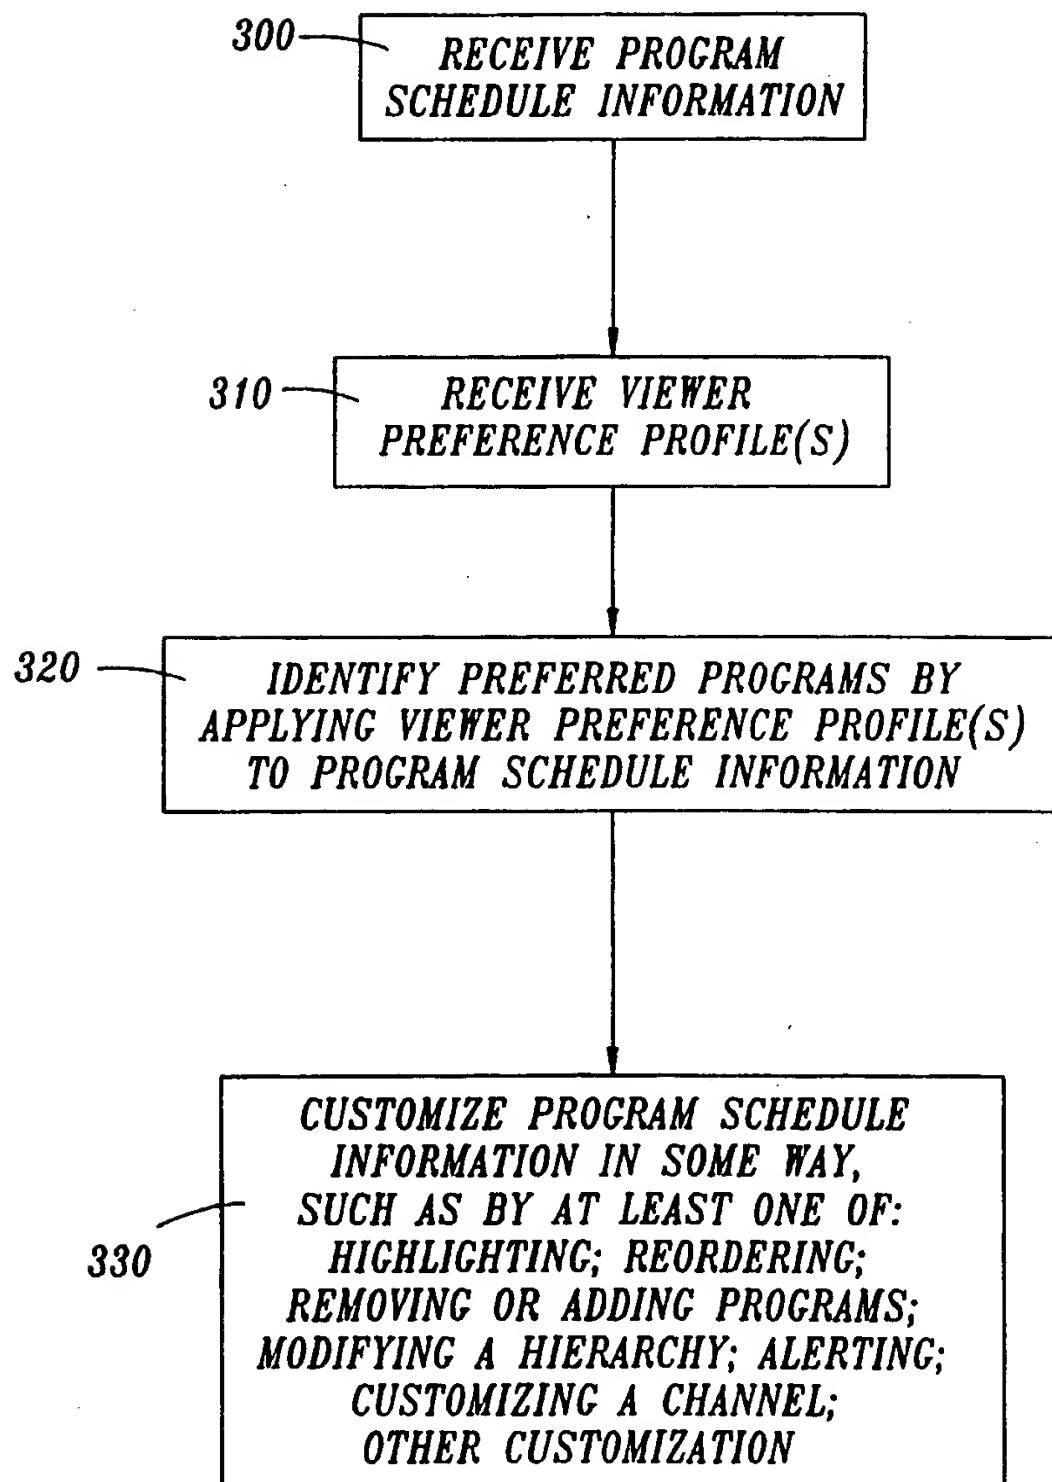 300
RECEIVE PROGRAM
SCHEDULE INFORMATION
310
RECEIVE VIEWER
PREFERENCE PROFILE(S)
320
IDENTIFY PREFERRED PROGRAMS BY
APPLYING VIEWER PREFERENCE PROFILE(S)
TO PROGRAM SCHEDULE INFORMATION
330
CUSTOMIZE PROGRAM SCHEDULE
INFORMATION IN SOME WAY,
SUCH AS BY AT LEAST ONE OF:
HIGHLIGHTING; REORDERING;
REMOVING OR ADDING PROGRAMS;
MODIFYING A HIERARCHY; ALERTING;
CUSTOMIZING A CHANNEL;
OTHER CUSTOMIZATION